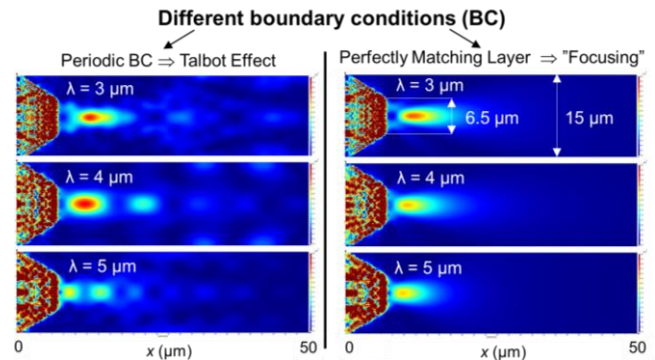 Different boundary conditions (BC)
Periodic BC ⇒ Talbot Effect
λ = 3 μm
λ = 4 μm
λ = 5 μm
0
x (μm)
50
Perfectly Matching Layer ⇒ ”Focusing”
λ = 3 μm
6.5 μm
15 μm
λ = 4 μm
λ = 5 μm
0
x (μm)
50